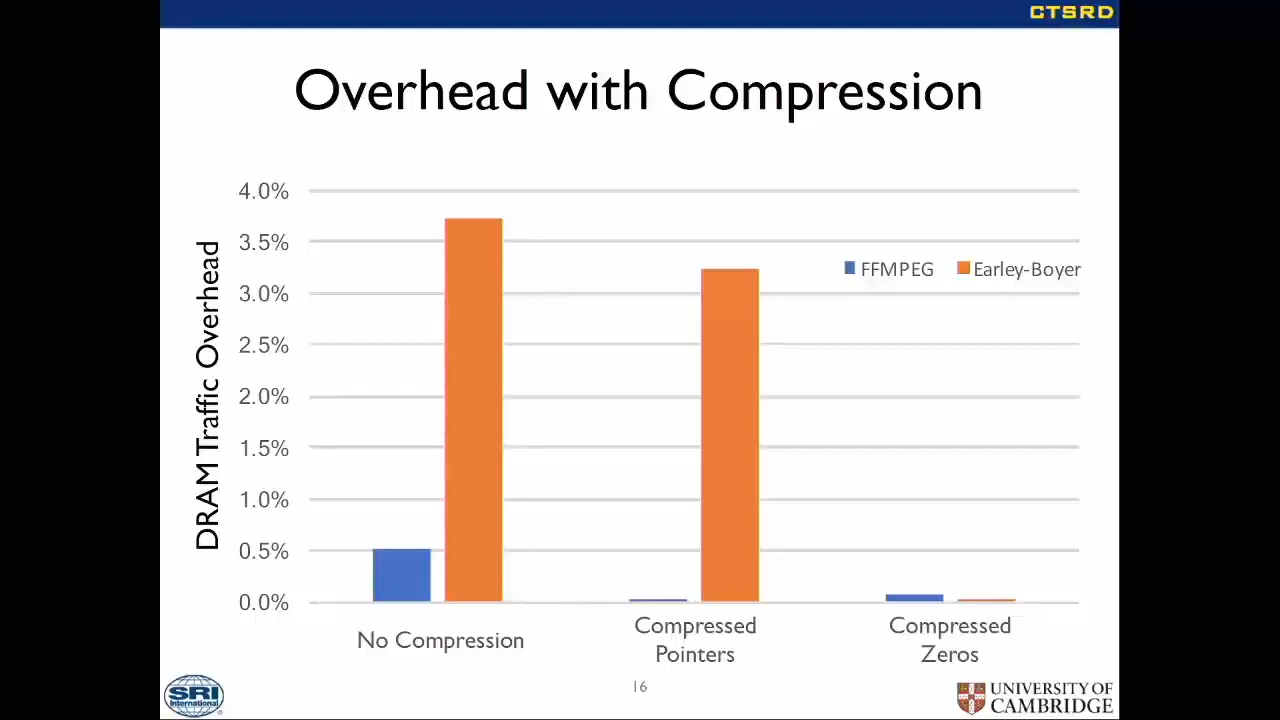 CTSRD
Overhead with Compression
4.0%
3.5%
3.0%
2.5%
2.0%
1.5%
1.0%
0.5%
0.0%
DRAM Traffic Overhead
FFMPEG
Earley-Boyer
No Compression
Compressed
Pointers
Compressed
Zeros
SRI
International
16
UNIVERSITY OF
CAMBRIDGE